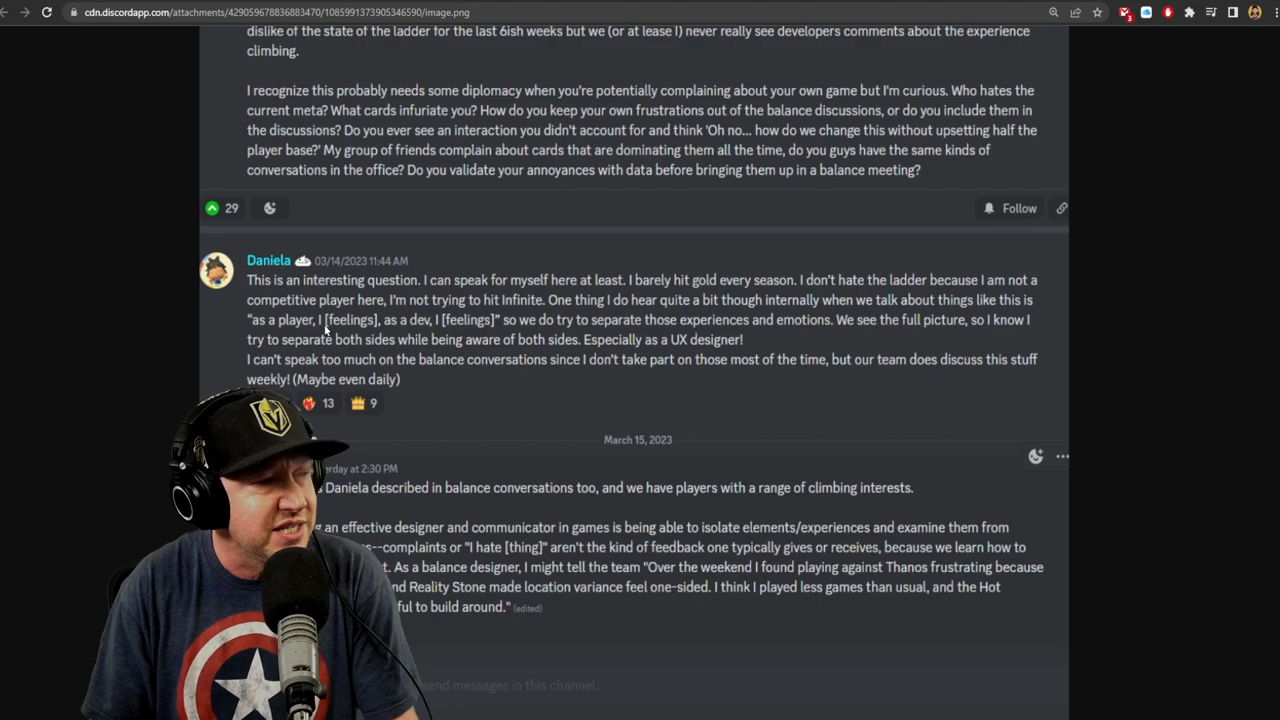 cdn.discordapp.com/attachments/429059678836883470/1085991373905346590/image.png
dislike of the state of the ladder for the last 6ish weeks but we (or at least I) never really see developers comments about the experience
climbing.
I recognize this probably needs some diplomacy when you're potentially complaining about your own game but I'm curious. Who hates the
current meta? What cards infuriate you? How do you keep your own frustrations out of the balance discussions, or do you include them in
the discussions? Do you ever see an interaction you didn't account for and think 'Oh no... how do we change this without upsetting half the
player base?' My group of friends complain about cards that are dominating them all the time, do you guys have the same kinds of
conversations in the office? Do you validate your annoyances with data before bringing them up in a balance meeting?
29
Follow
Daniela 03/14/2023 11:44 AM
This is an interesting question. I can speak for myself here at least. I barely hit gold every season. I don't hate the ladder because I am not a
competitive player here, I'm not trying to hit Infinite. One thing I do hear quite a bit though internally when we talk about things like this is
“as a player, I [feelings], as a dev, I [feelings]” so we do try to separate those experiences and emotions. We see the full picture, so I know I
try to separate both sides while being aware of both sides. Especially as a UX designer!
I can't speak too much on the balance conversations since I don't take part on those most of the time, but our team does discuss this stuff
weekly! (Maybe even daily)
13 9
March 15, 2023
erday at 2:30 PM
s Daniela described in balance conversations too, and we have players with a range of climbing interests.
g an effective designer and communicator in games is being able to isolate elements/experiences and examine them from
s--complaints or "I hate [thing]" aren't the kind of feedback one typically gives or receives, because we learn how to
t. As a balance designer, I might tell the team "Over the weekend I found playing against Thanos frustrating because
nd Reality Stone made location variance feel one-sided. I think I played less games than usual, and the Hot
ful to build around." (edited)
send messages in this channel.